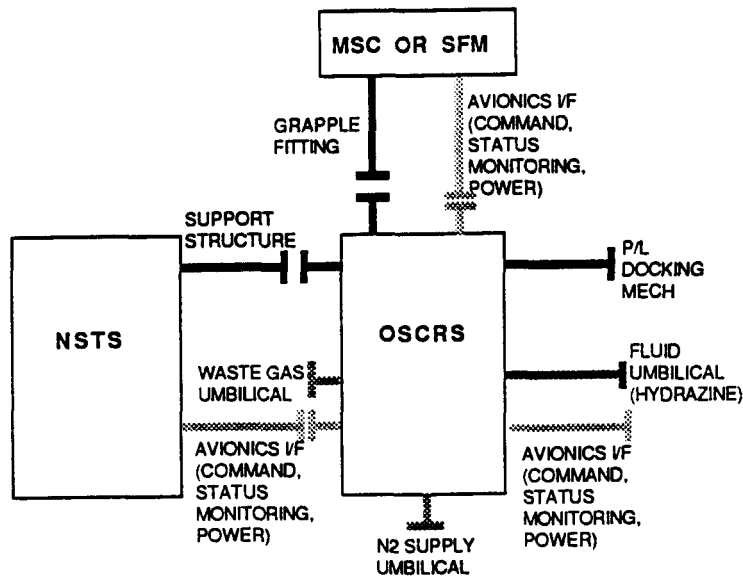 MSC OR SFM
GRAPPLE
FITTING
AVIONICS I/F
(COMMAND,
STATUS
MONITORING,
POWER)
SUPPORT
STRUCTURE
NSTS
OSCRS
P/L
DOCKING
MECH
WASTE GAS
UMBILICAL
FLUID
UMBILICAL
(HYDRAZINE)
AVIONICS I/F
(COMMAND,
STATUS
MONITORING,
POWER)
AVIONICS I/F
(COMMAND,
STATUS
MONITORING,
POWER)
N2 SUPPLY
UMBILICAL